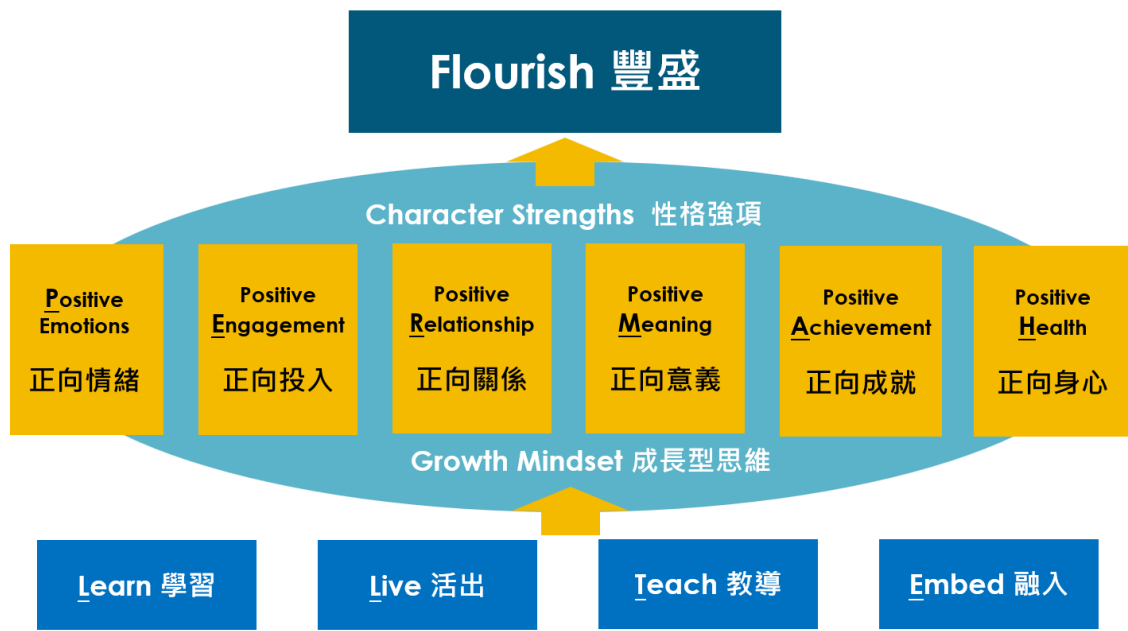 Flourish 豐盛
Character Strengths 性格強項
Positive
Emotions
正向情緒
Positive
Engagement
正向投入
Positive
Relationship
正向關係
Positive
Meaning
正向意義
Positive
Achievement
正向成就
Positive
Health
正向身心
Growth Mindset 成長型思維
Learn 學習
Live 活出
Teach 教導
Embed 融入